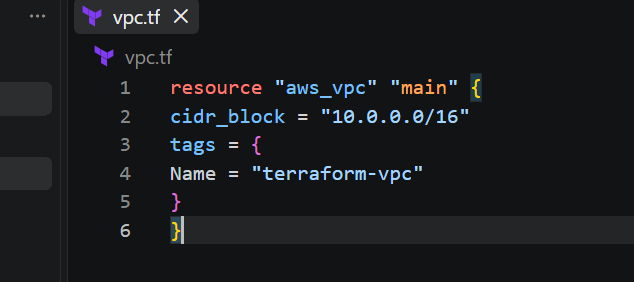 ... vpc.tf ×
vpc.tf
1 resource "aws_vpc" "main" {
2 cidr_block = "10.0.0.0/16"
3 tags = {
4 Name = "terraform-vpc"
5 }
6 }